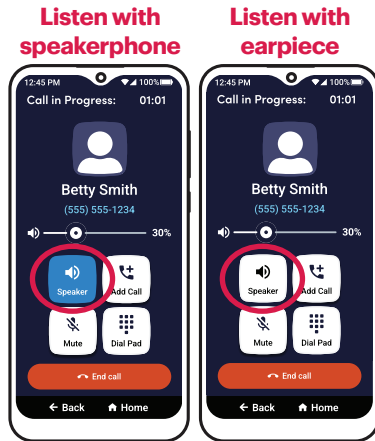 Listen with
speakerphone
12:45 PM 100%
Call in Progress: 01:01
Betty Smith
(555) 555-1234
30%
Speaker Add Call
Mute Dial Pad
End call
Back Home
Listen with
earpiece
12:45 PM 100%
Call in Progress: 01:01
Betty Smith
(555) 555-1234
30%
Speaker Add Call
Mute Dial Pad
End call
Back Home